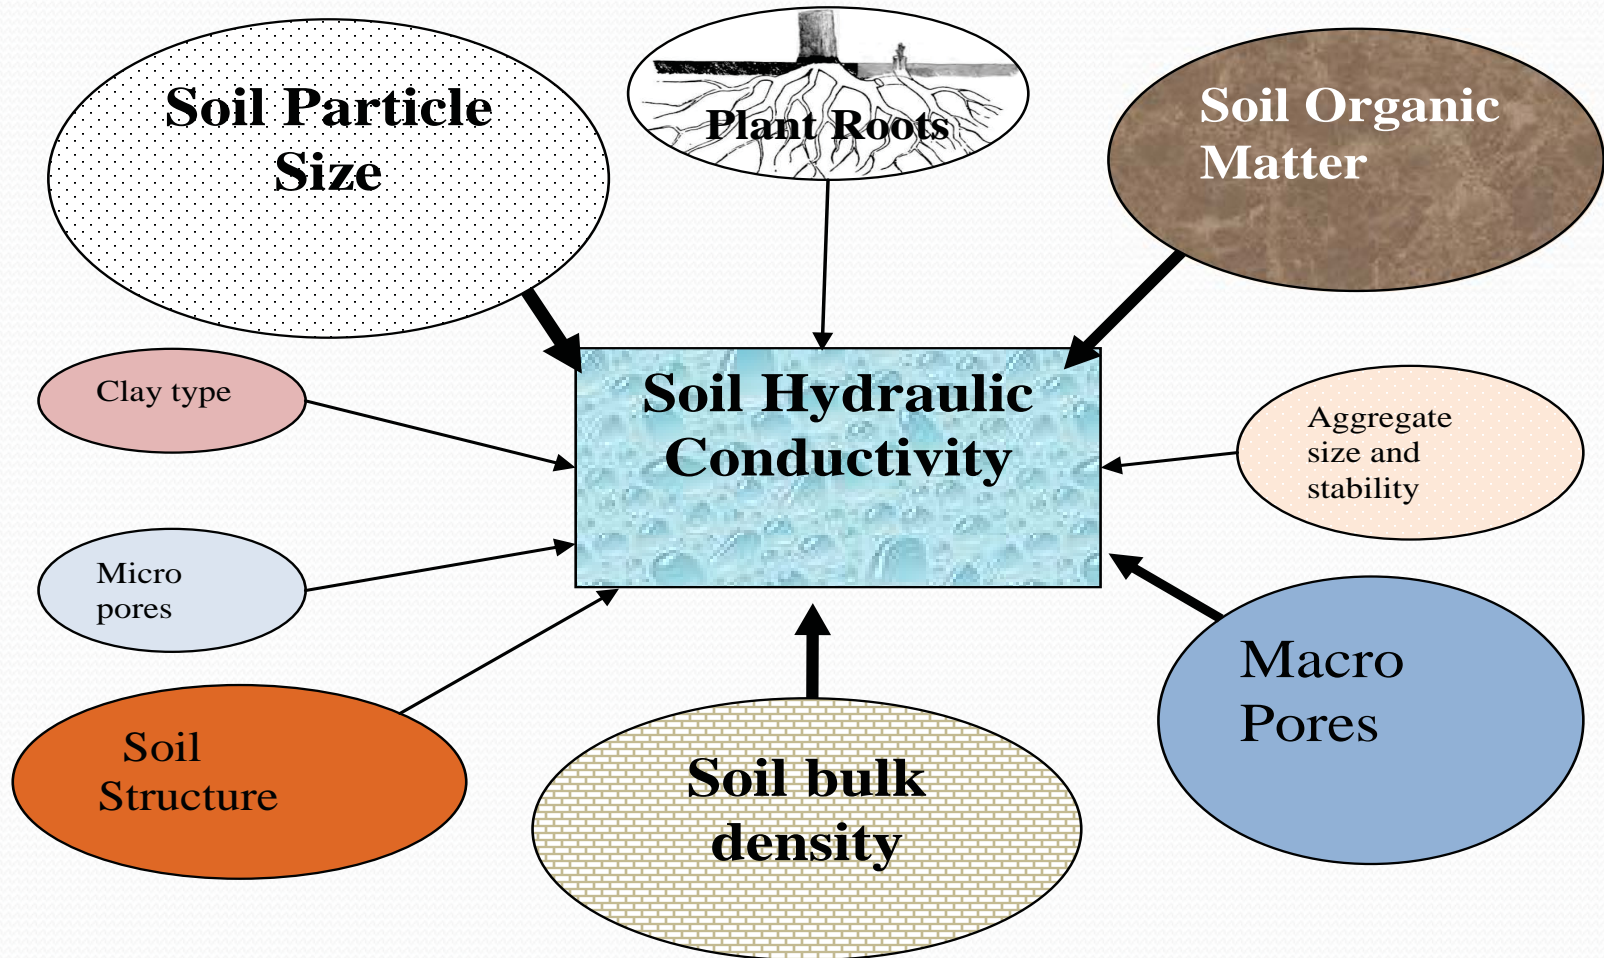 Soil Particle
Size
Plant Roots
Soil Organic
Matter
Clay type
Soil Hydraulic
Conductivity
Aggregate
size and
stability
Micro
pores
Macro
Pores
Soil
Structure
Soil bulk
density